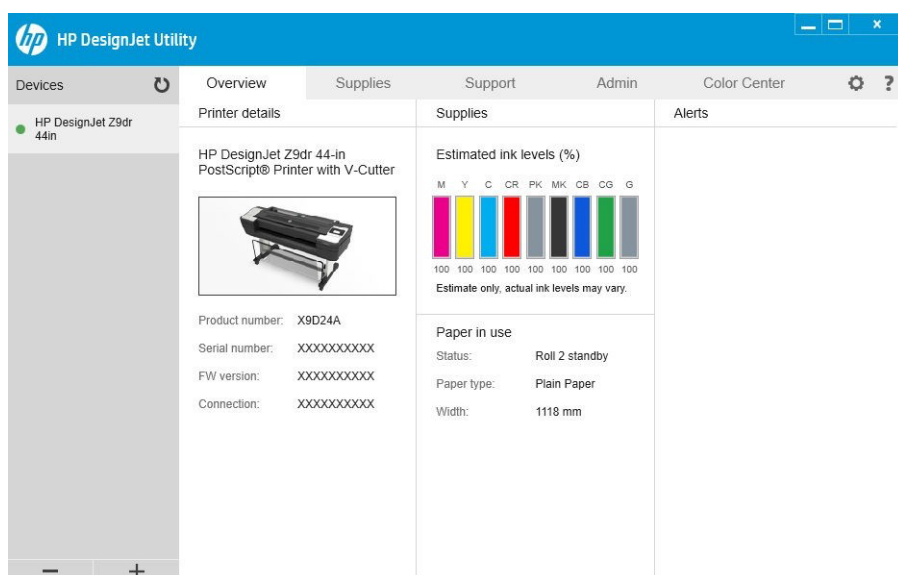 hp HP DesignJet Utility
Devices
HP DesignJet Z9dr
44in
Overview Supplies Support Admin Color Center ?
Printer details
HP DesignJet Z9dr 44-in
PostScript® Printer with V-Cutter
Product number: X9D24A
Serial number: XXXXXXXXXX
FW version: XXXXXXXXXX
Connection: XXXXXXXXXX
Supplies
Estimated ink levels (%)
M Y C CR PK MK CB CG G
100 100 100 100 100 100 100 100 100
Estimate only, actual ink levels may vary.
Paper in use
Status: Roll 2 standby
Paper type: Plain Paper
Width: 1118 mm
Alerts